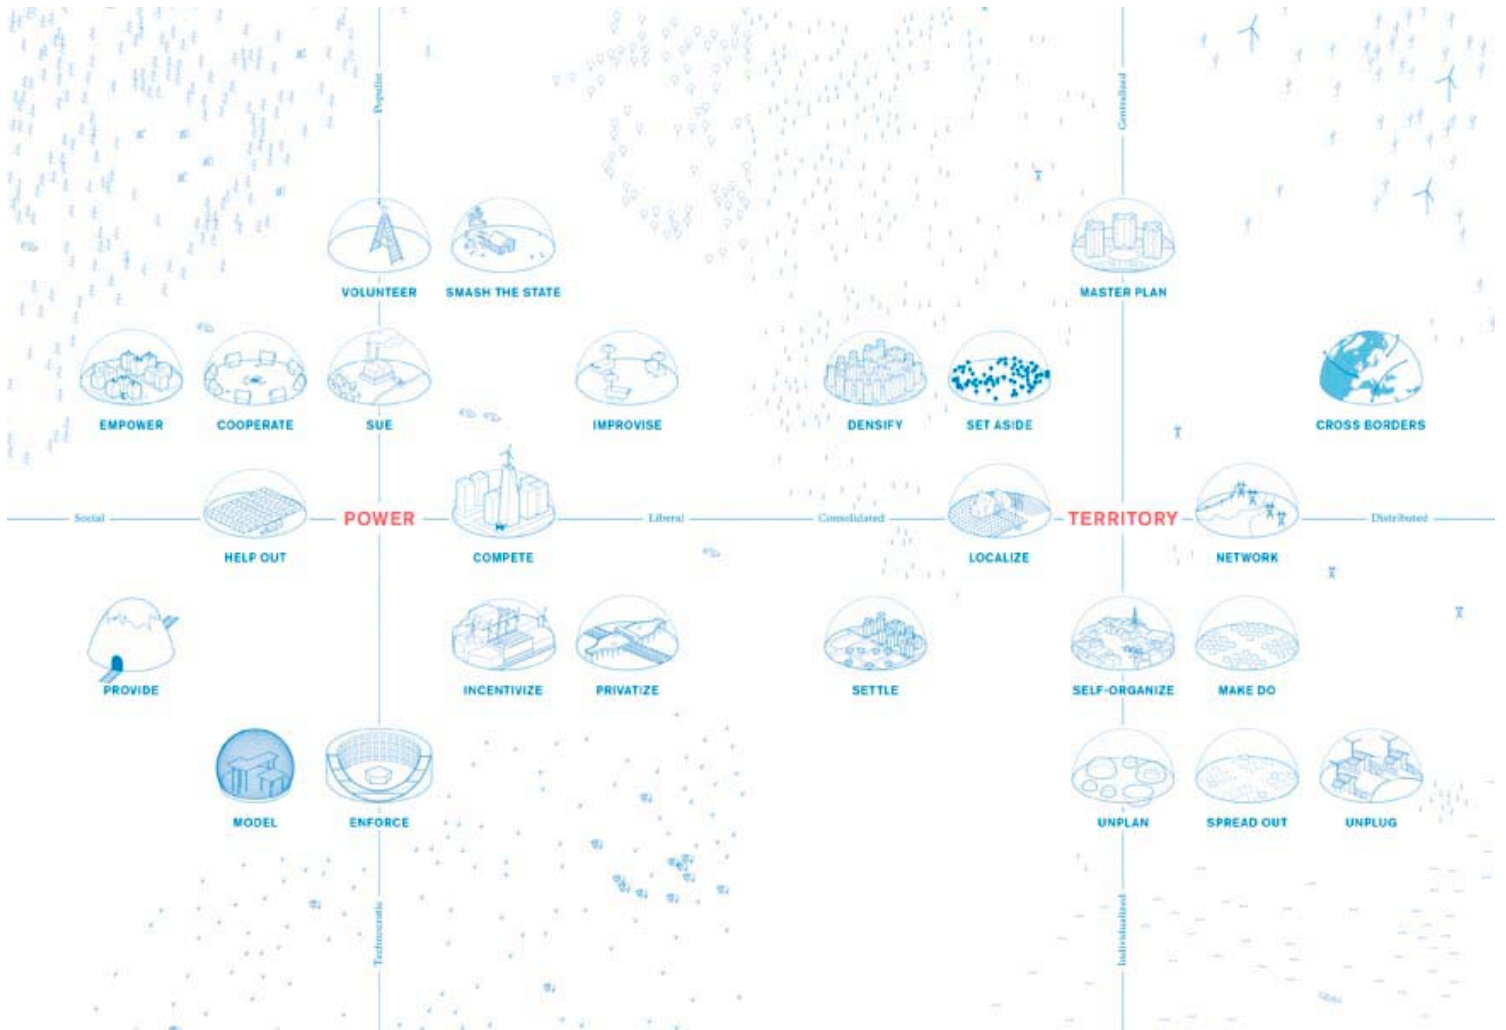 Populist
Centralized
VOLUNTEER
SMASH THE STATE
MASTER PLAN
EMPOWER
COOPERATE
SUE
IMPROVISE
DENSIFY
SET ASIDE
CROSS BORDERS
Social
POWER
Liberal
Consolidated
TERRITORY
Distributed
HELP OUT
COMPETE
LOCALIZE
NETWORK
PROVIDE
INCENTIVIZE
PRIVATIZE
SETTLE
SELF-ORGANIZE
MAKE DO
MODEL
ENFORCE
UNPLAN
SPREAD OUT
UNPLUG
Technocratic
Individualized